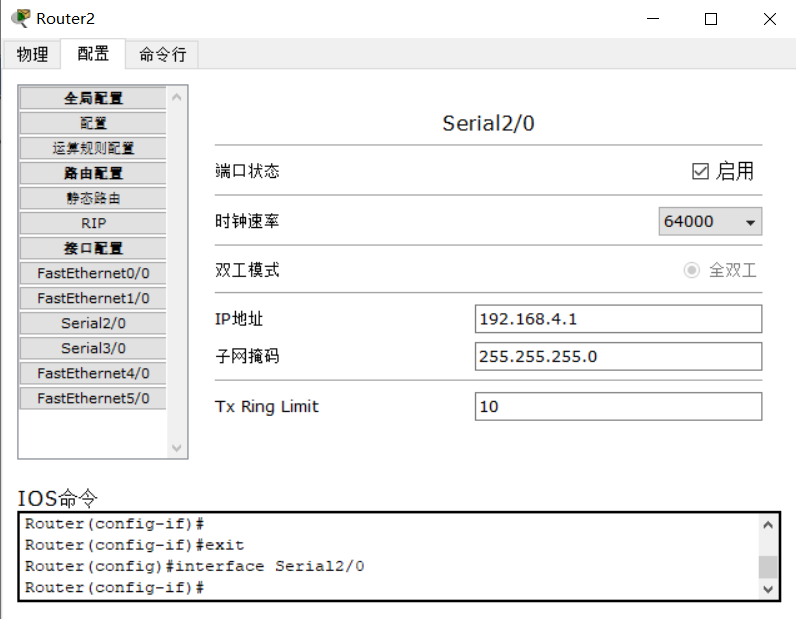 Router2
物理 配置 命令行
全局配置
配置
运算规则配置
路由配置
静态路由
RIP
接口配置
FastEthernet0/0
FastEthernet1/0
Serial2/0
Serial3/0
FastEthernet4/0
FastEthernet5/0
Serial2/0
端口状态 启用
时钟速率 64000
双工模式 全双工
IP地址 192.168.4.1
子网掩码 255.255.255.0
Tx Ring Limit 10
IOS命令
Router(config-if)#
Router(config-if)#exit
Router(config)#interface Serial2/0
Router(config-if)#